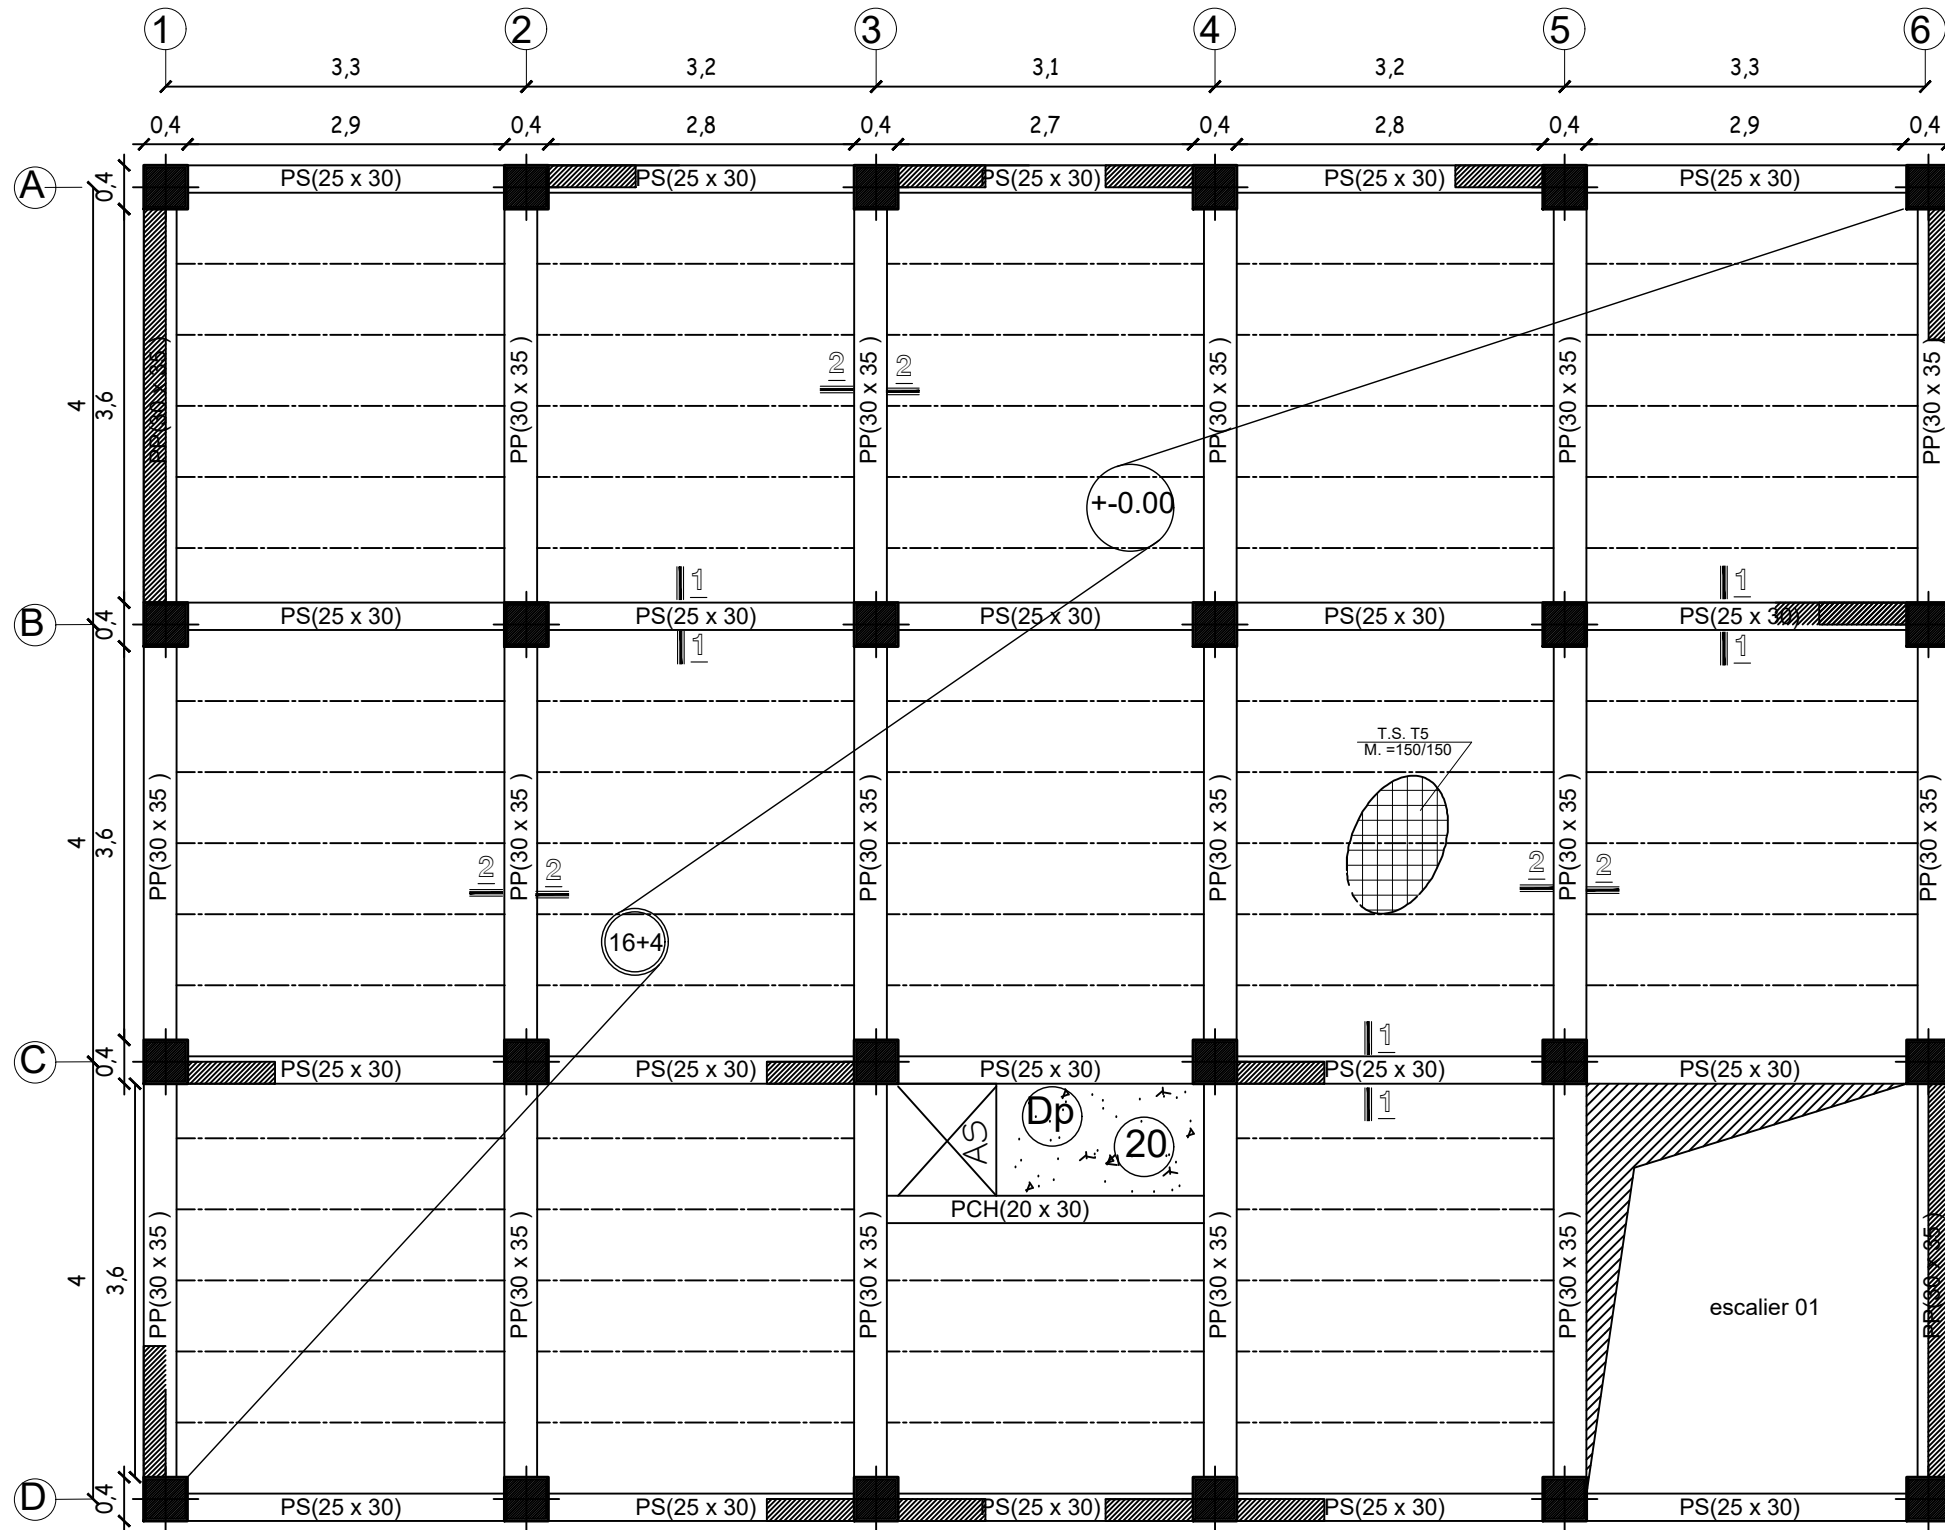 1 2 3 4 5 6
3,3 3,2 3,1 3,2 3,3
0,4 2,9 0,4 2,8 0,4 2,7 0,4 2,8 0,4 2,9 0,4
A 0,4 PS(25 x 30) PS(25 x 30) PS(25 x 30) PS(25 x 30) PS(25 x 30)
2 2
4 3,6 PP(30 x 35 ) PP(30 x 35 ) PP(30 x 35 ) PP(30 x 35 ) PP(30 x 35 ) PP(30 x 35 )
+-0.00
1 1
B 0,4 PS(25 x 30) PS(25 x 30) PS(25 x 30) PS(25 x 30) PS(25 x 30)
1 1
T.S. T5
M. =150/150
4 3,6 PP(30 x 35 ) PP(30 x 35 ) PP(30 x 35 ) PP(30 x 35 ) PP(30 x 35 ) PP(30 x 35 )
2 2 2 2
16+4
1
C 0,4 PS(25 x 30) PS(25 x 30) PS(25 x 30) PS(25 x 30) PS(25 x 30)
1
AS Dp 20
PCH(20 x 30)
4 3,6 PP(30 x 35 ) PP(30 x 35 ) PP(30 x 35 ) PP(30 x 35 ) PP(30 x 35 ) PP(30 x 35 )
escalier 01
D 0,4 PS(25 x 30) PS(25 x 30) PS(25 x 30) PS(25 x 30) PS(25 x 30)